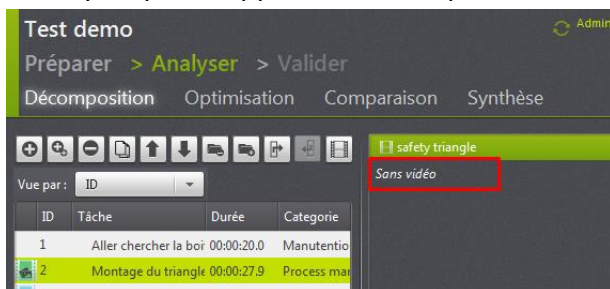 Test demo
Admin
Préparer > Analyser > Valider
Décomposition Optimisation Comparaison Synthèse
safety triangle
Sans vidéo
Vue par : ID
ID Tâche Durée Categorie
1 Aller chercher la boi 00:00:20.0 Manutentio
2 Montage du triangle 00:00:27.9 Process mar